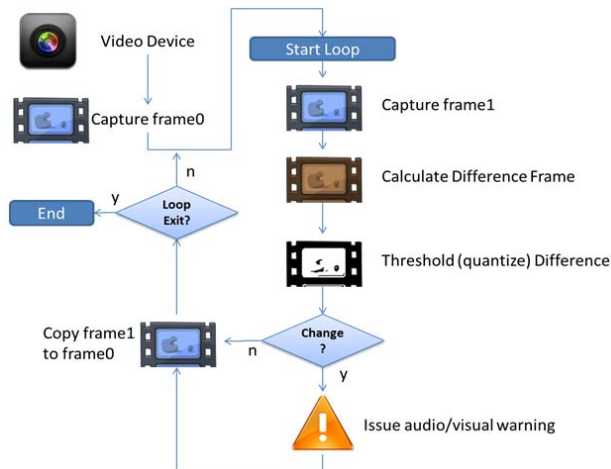 Video Device
Start Loop
Capture frame0
Capture frame1
n
Calculate Difference Frame
y
Loop
Exit?
End
Threshold (quantize) Difference
Copy frame1
to frame0
Change
?
n
y
Issue audio/visual warning